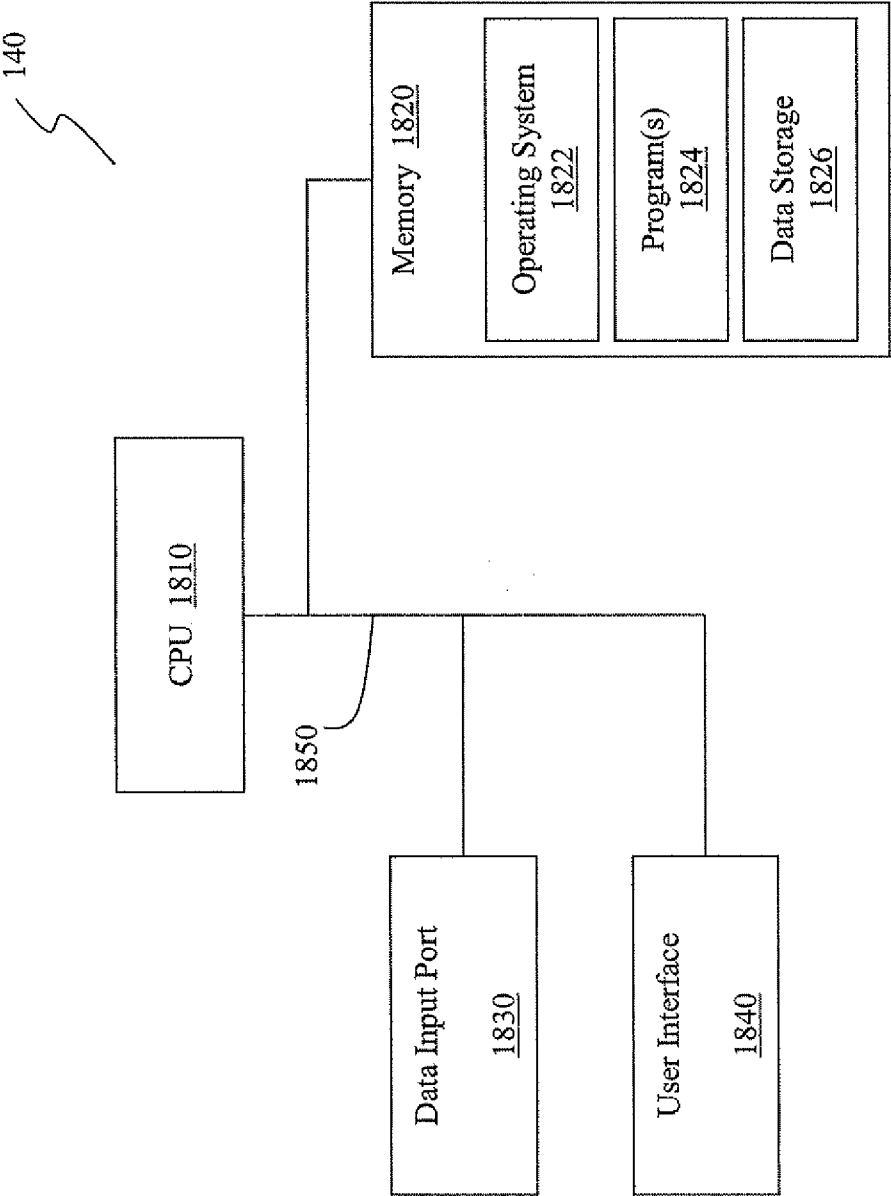 140
CPU 1810
1850
Memory 1820
Operating System
1822
Program(s)
1824
Data Storage
1826
Data Input Port
1830
User Interface
1840